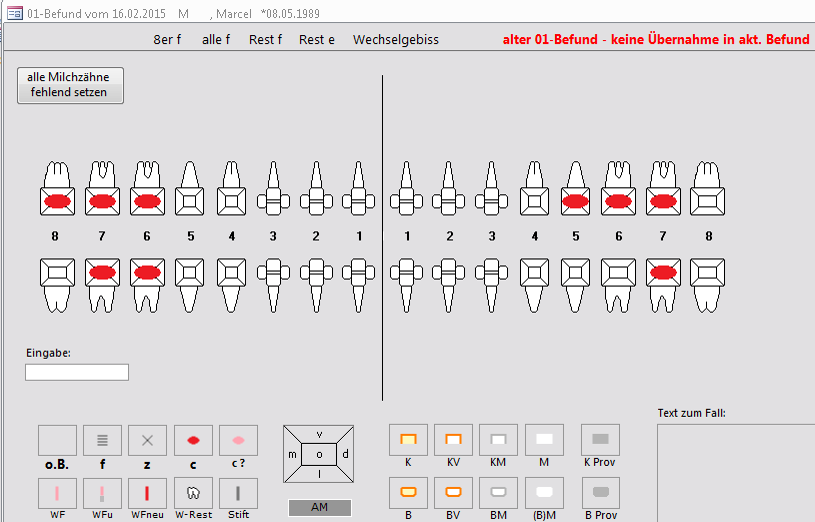 01-Befund vom 16.02.2015 M , Marcel *08.05.1989
8er f alle f Rest f Rest e Wechselgebiss alter 01-Befund - keine Übernahme in akt. Befund
alle Milchzähne
fehlend setzen
8 7 6 5 4 3 2 1 1 2 3 4 5 6 7 8
Eingabe:
Text zum Fall:
v
m o d
l
o.B. f z c c ? K KV KM M K Prov
AM
WF WFu WFneu W-Rest Stift B BV BM (B)M B Prov